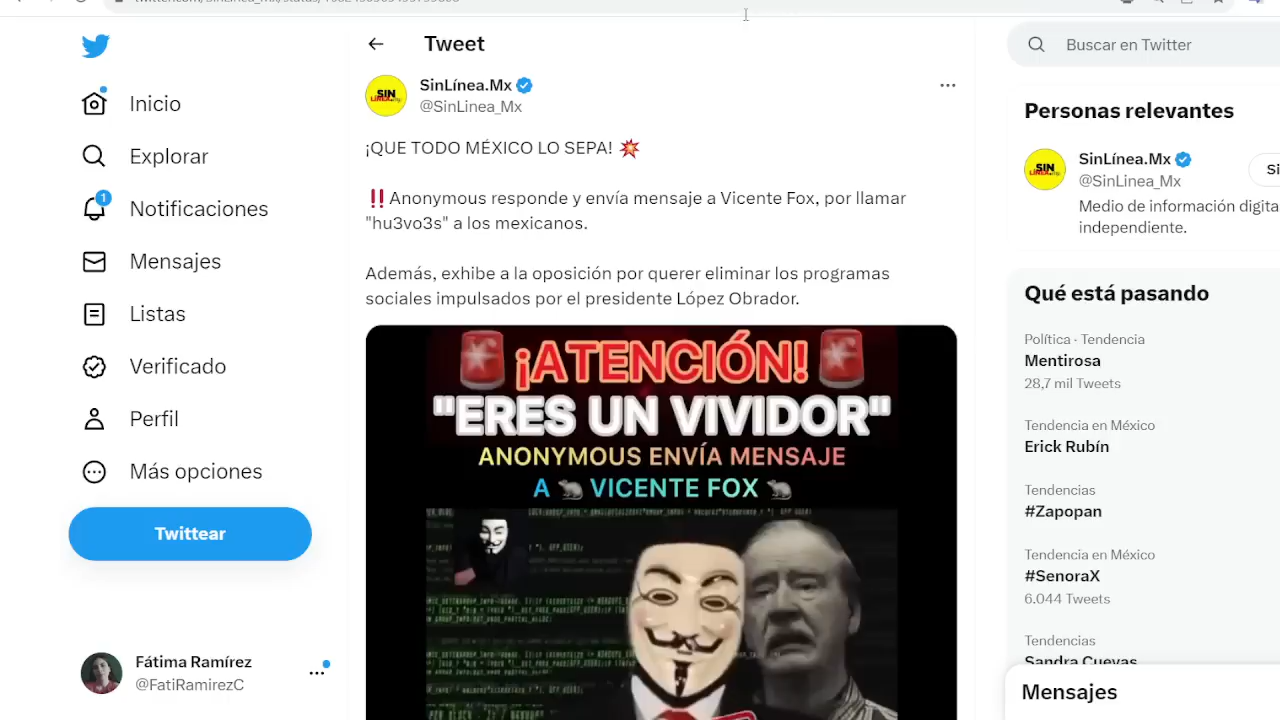 Inicio
Explorar
1
Notificaciones
Mensajes
Listas
Verificado
Perfil
Más opciones
Twittear
Fátima Ramírez
@FatiRamirezC
Tweet
SinLínea.Mx
@SinLinea_Mx
¡QUE TODO MÉXICO LO SEPA!
‼Anonymous responde y envía mensaje a Vicente Fox, por llamar
"hu3vo3s" a los mexicanos.
Además, exhibe a la oposición por querer eliminar los programas
sociales impulsados por el presidente López Obrador.
¡ATENCIÓN!
"ERES UN VIVIDOR"
ANONYMOUS ENVÍA MENSAJE
A VICENTE FOX
Buscar en Twitter
Personas relevantes
SinLínea.Mx
@SinLinea_Mx
Si
Medio de información digita
independiente.
Qué está pasando
Política · Tendencia
Mentirosa
28,7 mil Tweets
Tendencia en México
Erick Rubín
Tendencias
#Zapopan
Tendencia en México
#SenoraX
6.044 Tweets
Tendencias
Sandra Cuevas
Mensajes